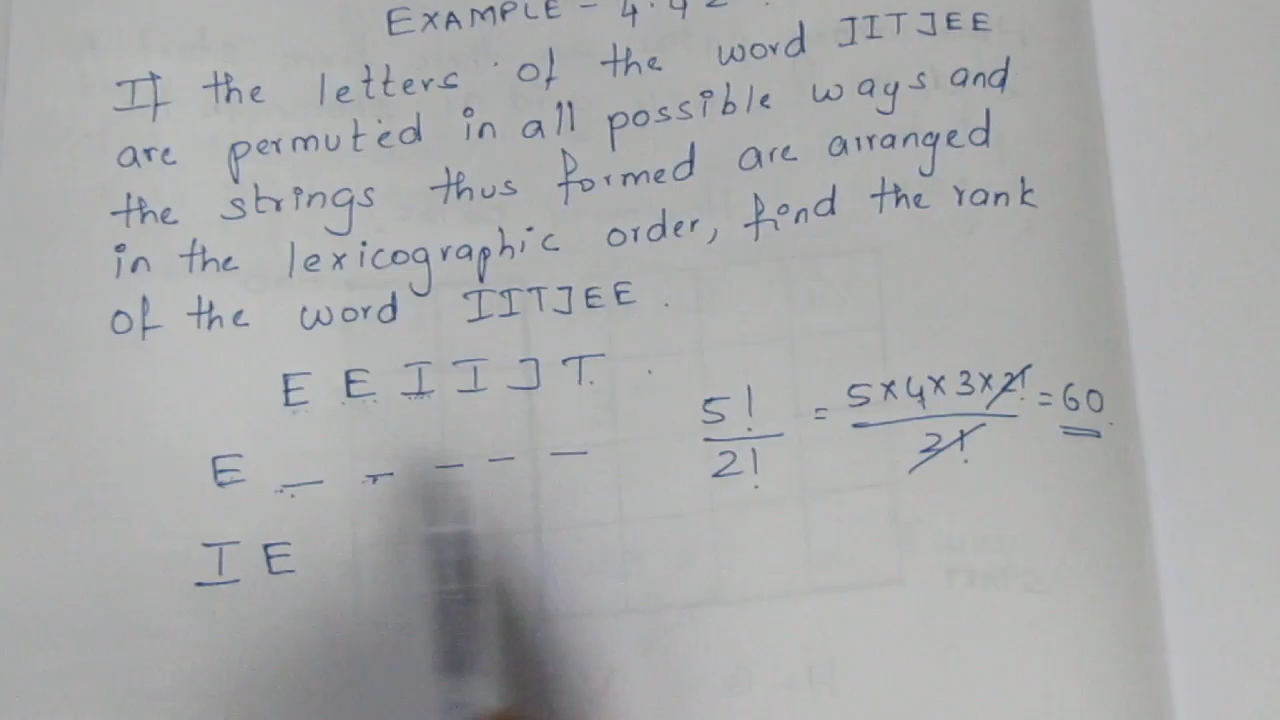 EXAMPLE - 4.42
If the letters of the word IITJEE
are permuted in all possible ways and
the strings thus formed are arranged
in the lexicographic order, find the rank
of the word IITJEE.
E E I I J T.
E _ _ _ _ _
5!/2! = 5×4×3×2!/2! = 60
I E